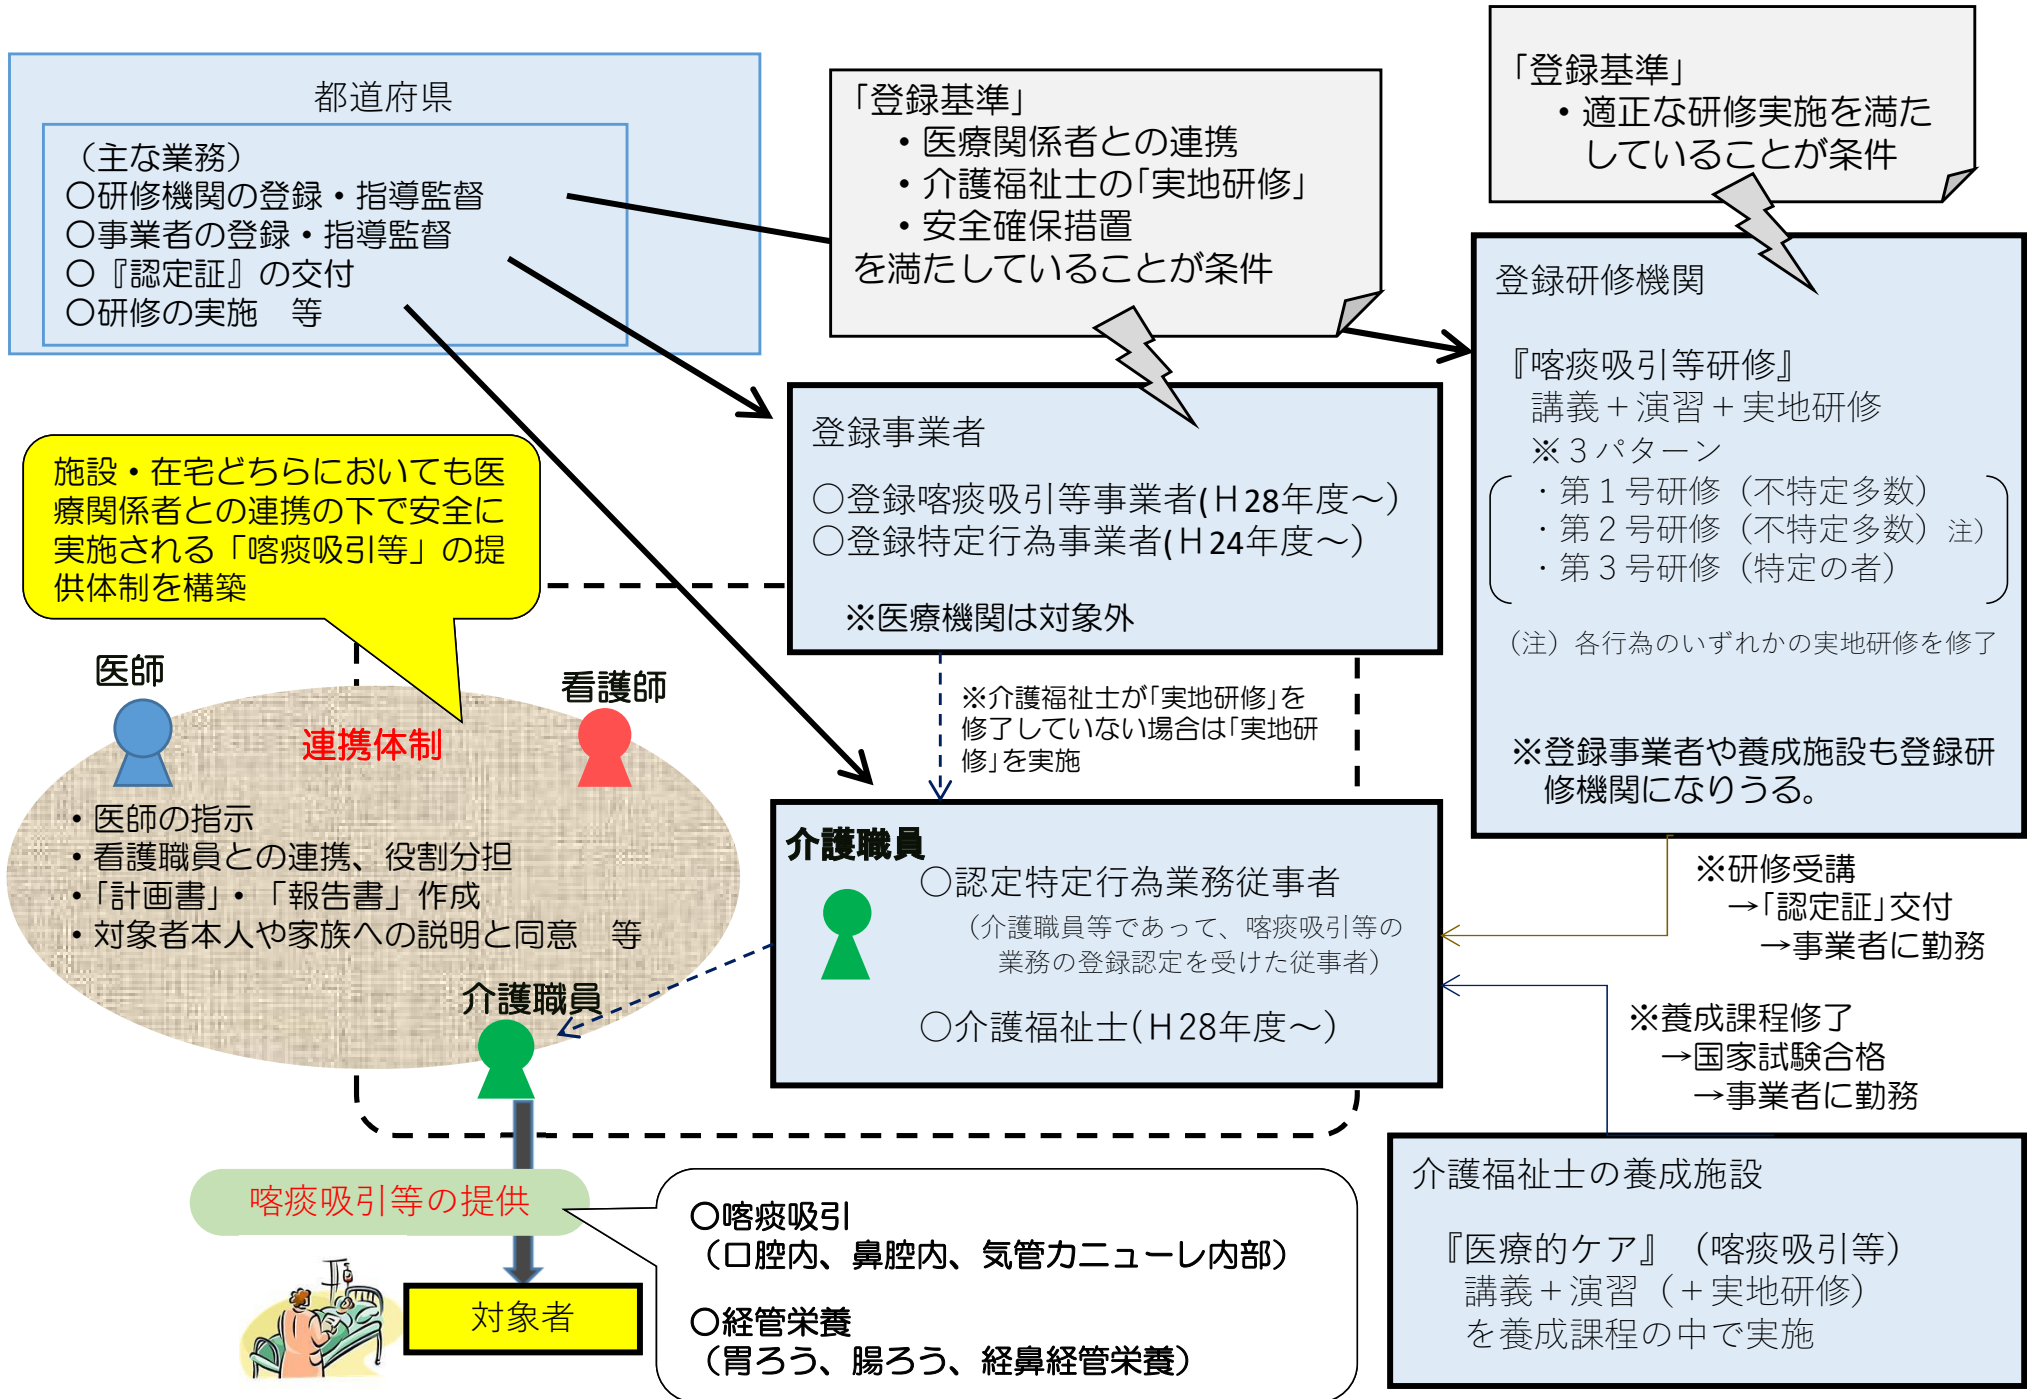 都道府県
（主な業務）
〇研修機関の登録・指導監督
〇事業者の登録・指導監督
〇『認定証』の交付
〇研修の実施　等
「登録基準」
・医療関係者との連携
・介護福祉士の「実地研修」
・安全確保措置
を満たしていることが条件
「登録基準」
・適正な研修実施を満た
していることが条件
登録研修機関
『喀痰吸引等研修』
講義＋演習＋実地研修
※３パターン
・第１号研修（不特定多数）
・第２号研修（不特定多数）注）
・第３号研修（特定の者）
（注）各行為のいずれかの実地研修を修了
※登録事業者や養成施設も登録研
修機関になりうる。
登録事業者
○登録喀痰吸引等事業者(Ｈ28年度～）
○登録特定行為事業者(Ｈ24年度～）
※医療機関は対象外
施設・在宅どちらにおいても医
療関係者との連携の下で安全に
実施される「喀痰吸引等」の提
供体制を構築
医師
看護師
連携体制
・医師の指示
・看護職員との連携、役割分担
・「計画書」・「報告書」作成
・対象者本人や家族への説明と同意　等
介護職員
※介護福祉士が「実地研修」を
修了していない場合は「実地研
修」を実施
介護職員
○認定特定行為業務従事者
（介護職員等であって、喀痰吸引等の
業務の登録認定を受けた従事者）
○介護福祉士（Ｈ28年度～）
※研修受講
→「認定証」交付
→事業者に勤務
※養成課程修了
→国家試験合格
→事業者に勤務
喀痰吸引等の提供
対象者
〇喀痰吸引
（口腔内、鼻腔内、気管カニューレ内部）
〇経管栄養
（胃ろう、腸ろう、経鼻経管栄養）
介護福祉士の養成施設
『医療的ケア』（喀痰吸引等）
講義＋演習（＋実地研修）
を養成課程の中で実施